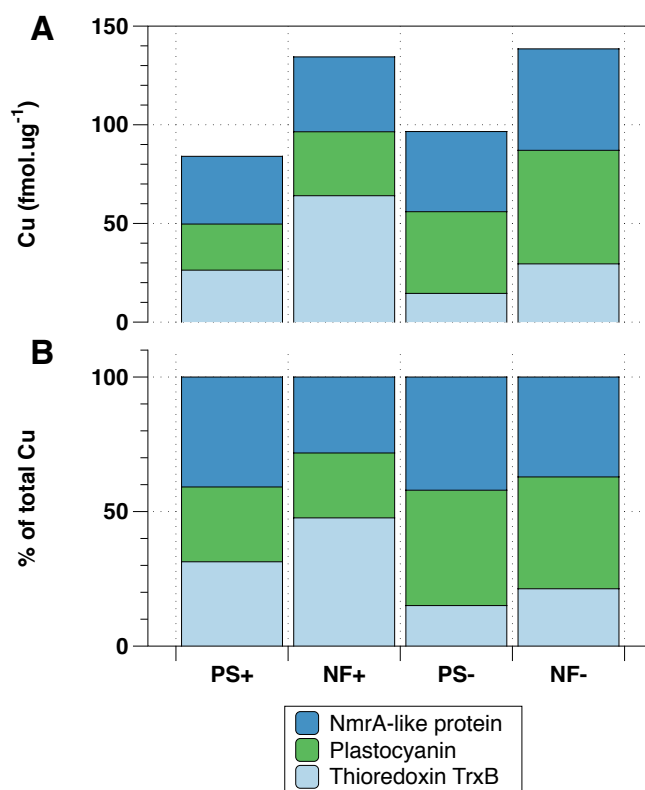 A
Cu (fmol.ug-1)
150
100
50
0
B
% of total Cu
100
50
0
PS+ NF+ PS- NF-
NmrA-like protein
Plastocyanin
Thioredoxin TrxB